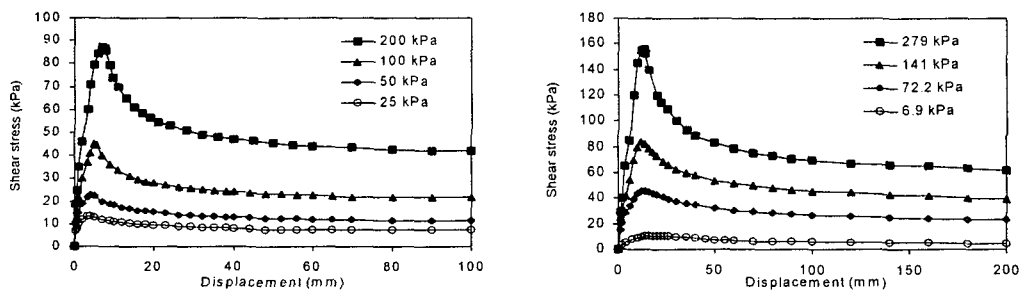 100
90
80
70
60
50
40
30
20
10
0
Shear stress (kPa)
200 kPa
100 kPa
50 kPa
25 kPa
0 20 40 60 80 100
Displacement (mm)
180
160
140
120
100
80
60
40
20
0
Shear stress (kPa)
279 kPa
141 kPa
72.2 kPa
6.9 kPa
0 50 100 150 200
Displacement (mm)